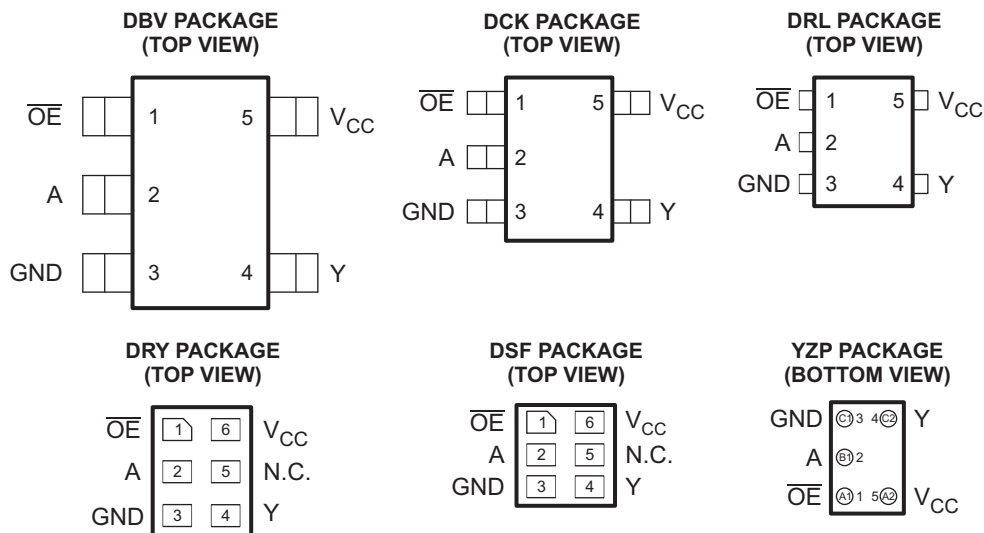 DBV PACKAGE
(TOP VIEW)
OE 1 5 VCC
A 2
GND 3 4 Y
DCK PACKAGE
(TOP VIEW)
OE 1 5 VCC
A 2
GND 3 4 Y
DRL PACKAGE
(TOP VIEW)
OE 1 5 VCC
A 2
GND 3 4 Y
DRY PACKAGE
(TOP VIEW)
OE 1 6 VCC
A 2 5 N.C.
GND 3 4 Y
DSF PACKAGE
(TOP VIEW)
OE 1 6 VCC
A 2 5 N.C.
GND 3 4 Y
YZP PACKAGE
(BOTTOM VIEW)
GND C1 3 4 C2 Y
A B1 2
OE A1 1 5 A2 VCC